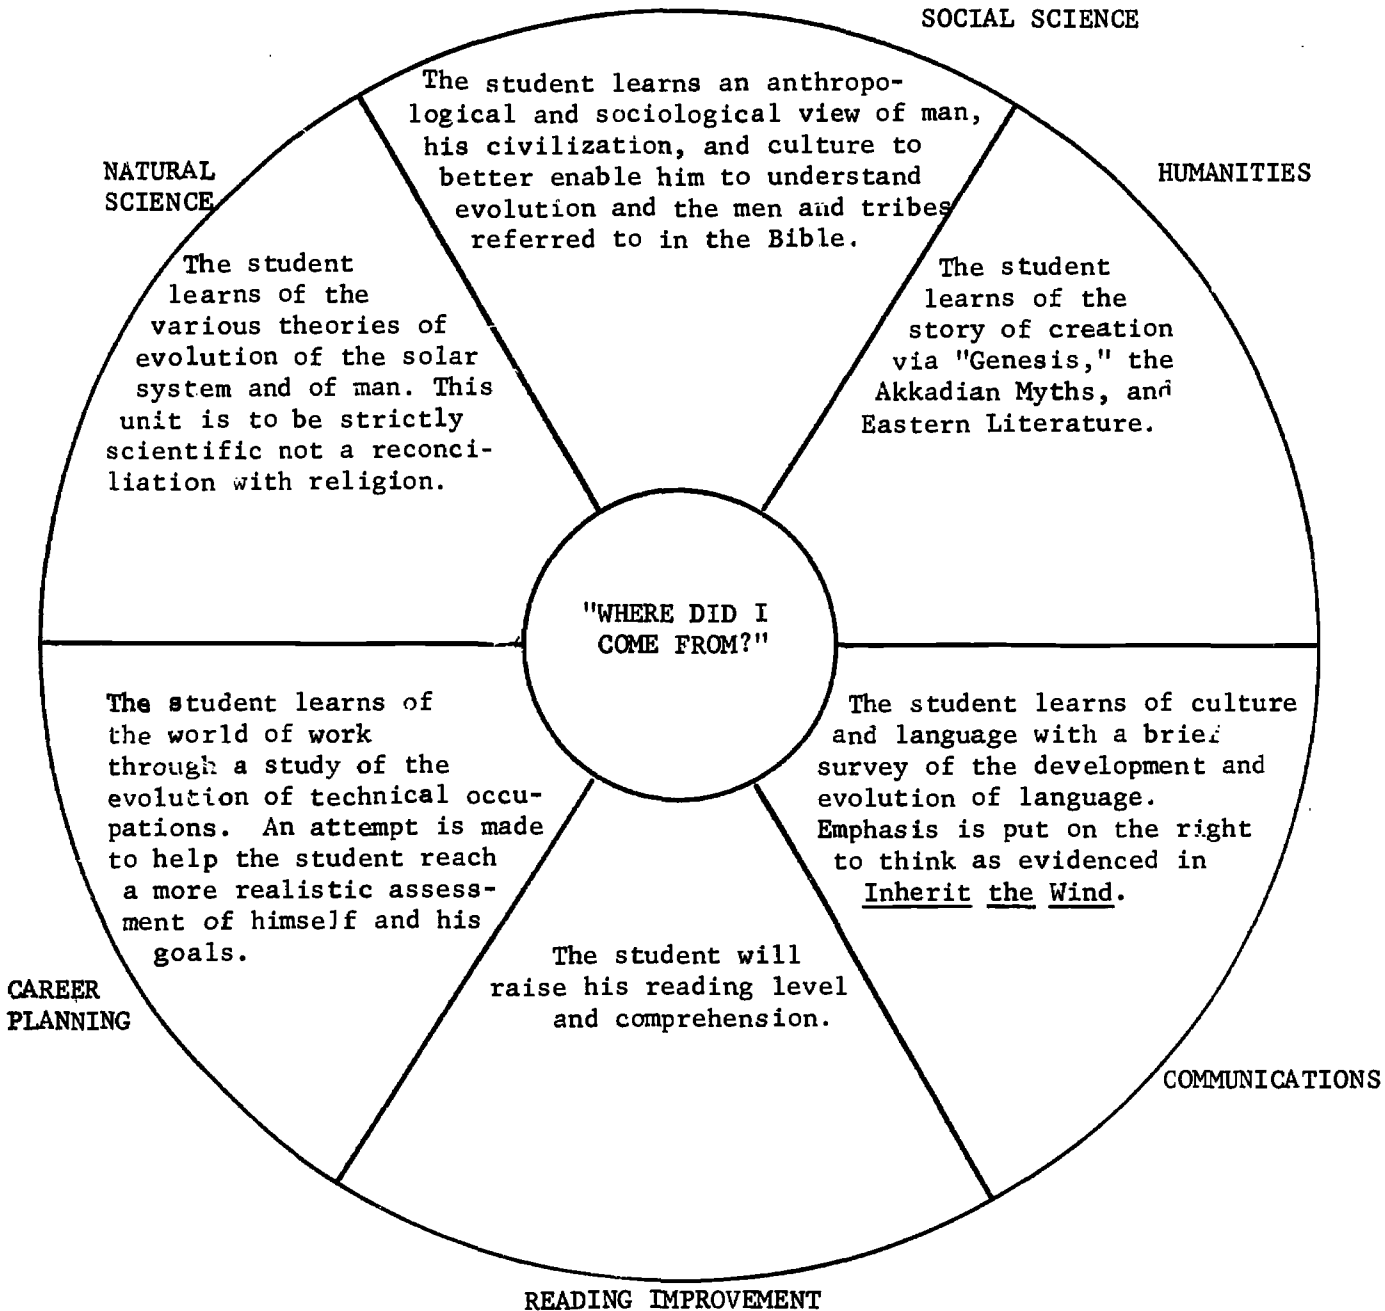 SOCIAL SCIENCE
The student learns an anthropo-
logical and sociological view of man,
his civilization, and culture to
better enable him to understand
evolution and the men and tribes
referred to in the Bible.
HUMANITIES
The student
learns of the
story of creation
via "Genesis," the
Akkadian Myths, and
Eastern Literature.
NATURAL
SCIENCE
The student
learns of the
various theories of
evolution of the solar
system and of man. This
unit is to be strictly
scientific not a reconci-
liation with religion.
"WHERE DID I
COME FROM?"
The student learns of culture
and language with a brief
survey of the development and
evolution of language.
Emphasis is put on the right
to think as evidenced in
Inherit the Wind.
COMMUNICATIONS
The student learns of
the world of work
through a study of the
evolution of technical occu-
pations. An attempt is made
to help the student reach
a more realistic assess-
ment of himself and his
goals.
CAREER
PLANNING
The student will
raise his reading level
and comprehension.
READING IMPROVEMENT